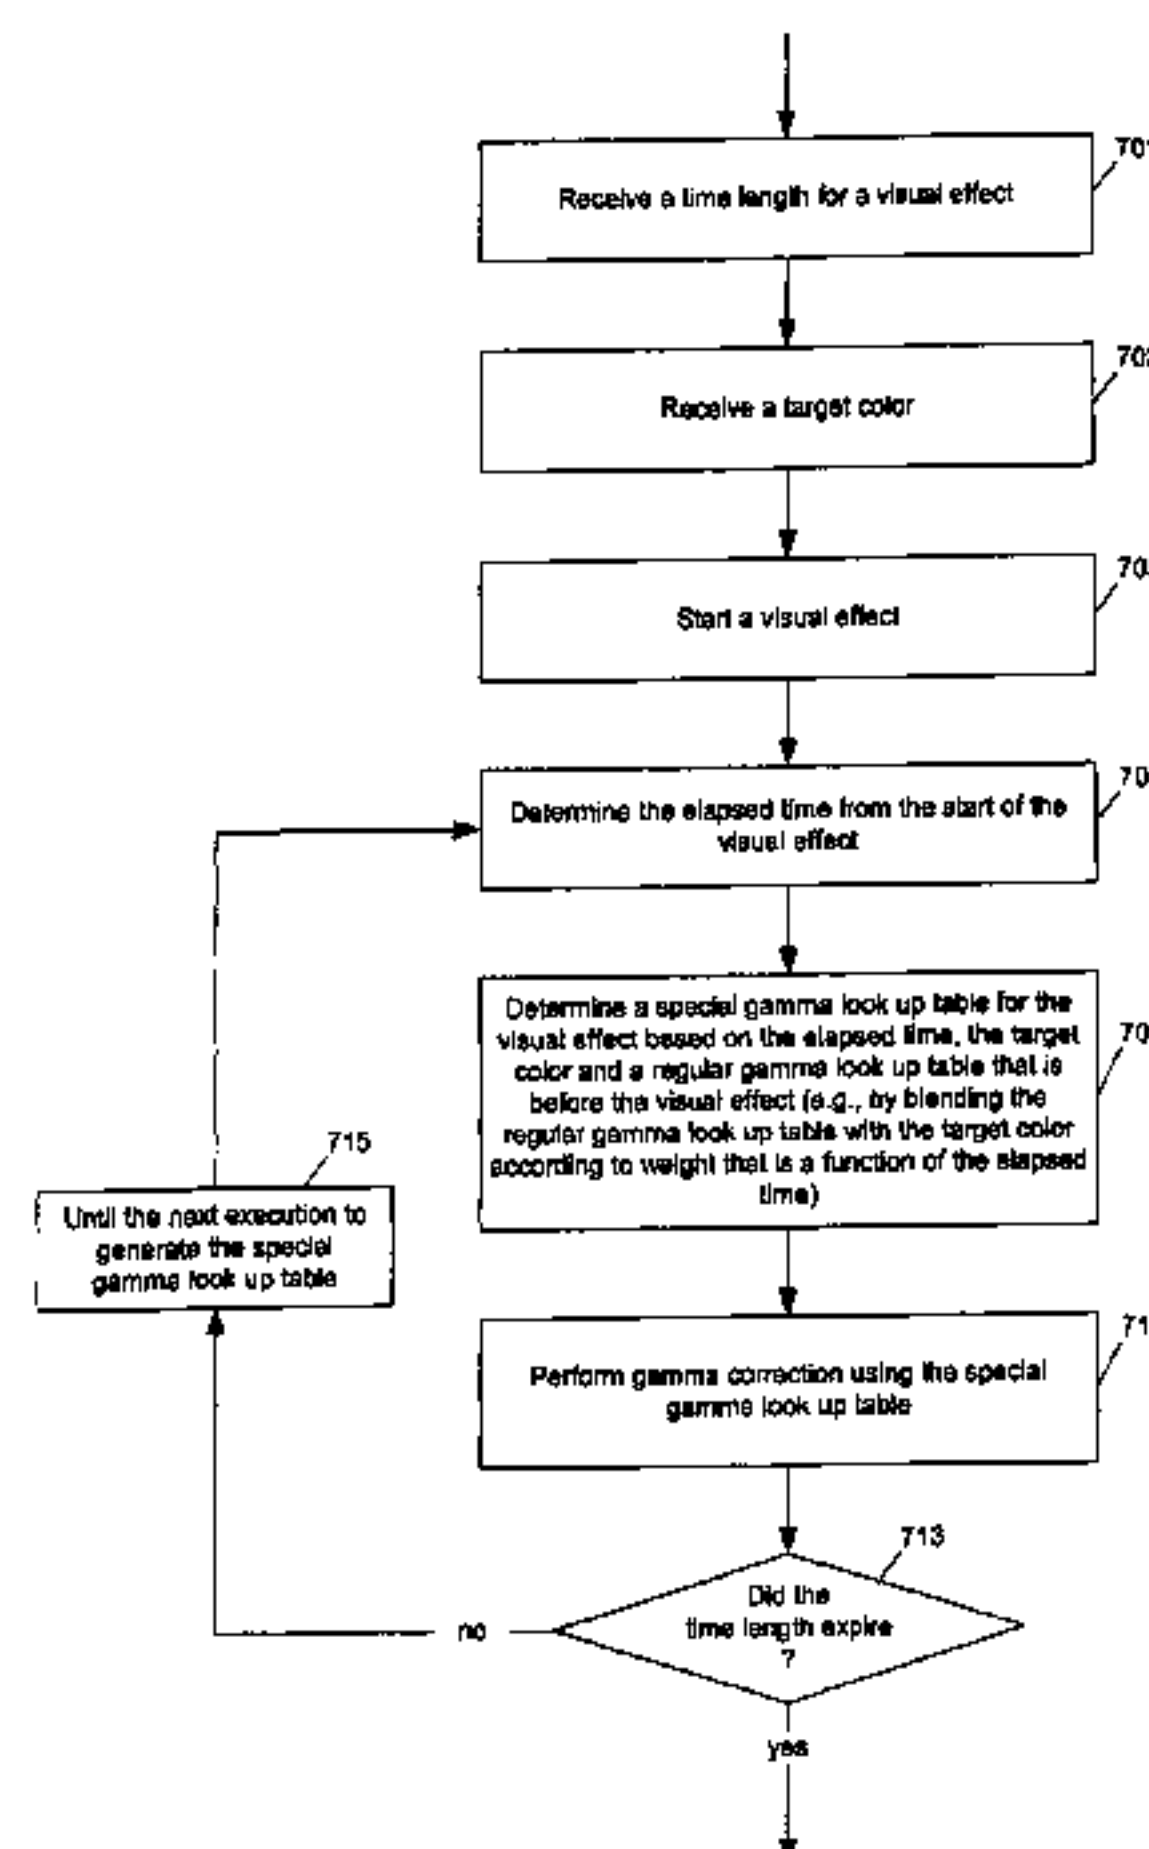 701
Receive a time length for a visual effect
Receive a target color
Start a visual effect
Determine the elapsed time from the start of the
visual effect
Determine a special gamma look up table for the
visual effect based on the elapsed time, the target
color and a regular gamma look up table that is
before the visual effect (e.g., by blending the
regular gamma look up table with the target color
according to weight that is a function of the elapsed
time)
715
Until the next execution to
generate the special
gamma look up table
Perform gamma correction using the special
gamma look up table
713
Did the
time length expire
?
no
yes